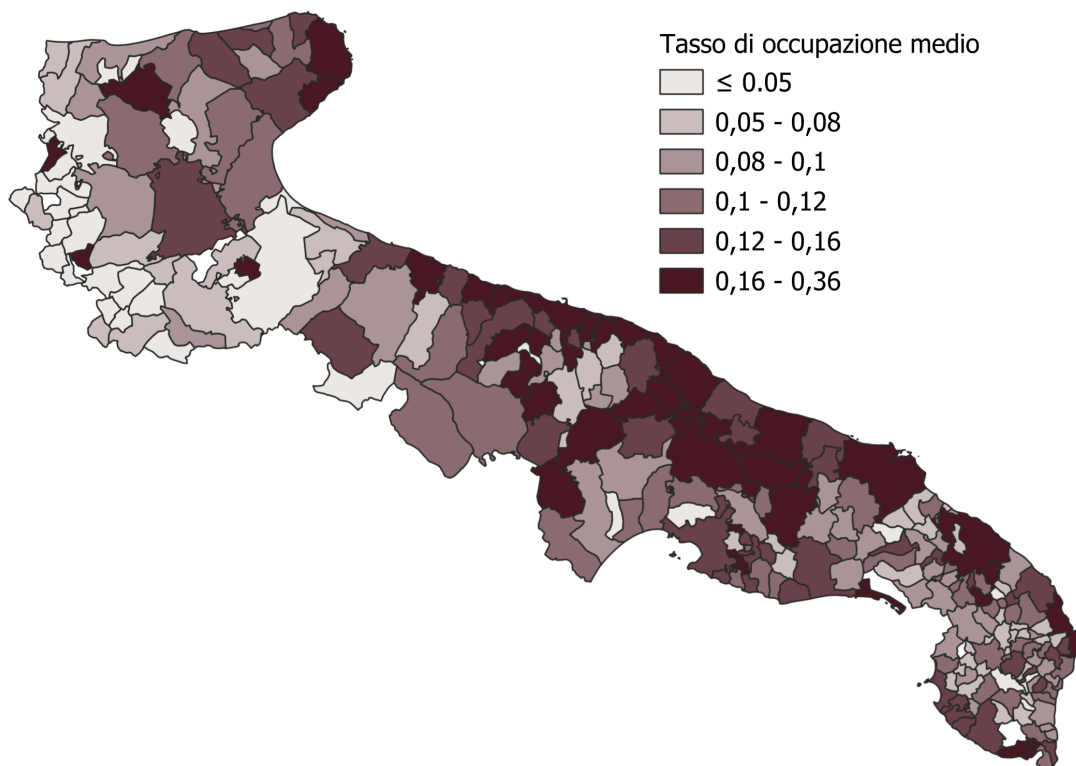 Tasso di occupazione medio
≤ 0.05
0,05 - 0,08
0,08 - 0,1
0,1 - 0,12
0,12 - 0,16
0,16 - 0,36